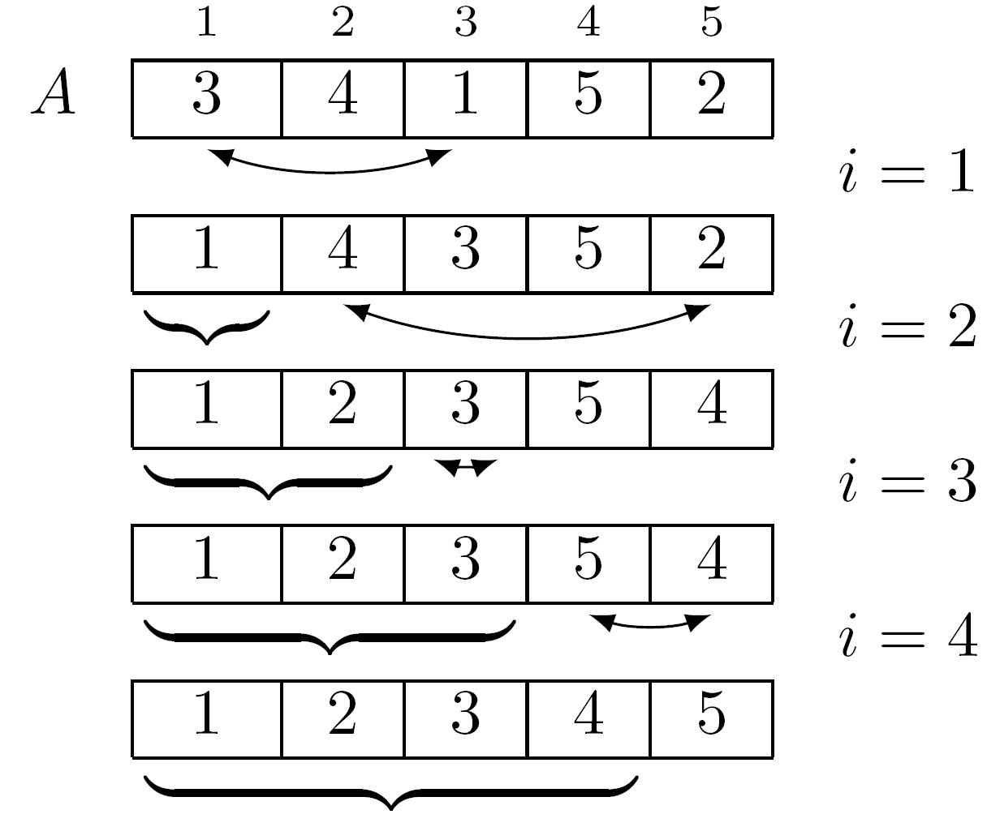 1 2 3 4 5
A 3 4 1 5 2
i = 1
1 4 3 5 2
i = 2
1 2 3 5 4
i = 3
1 2 3 5 4
i = 4
1 2 3 4 5